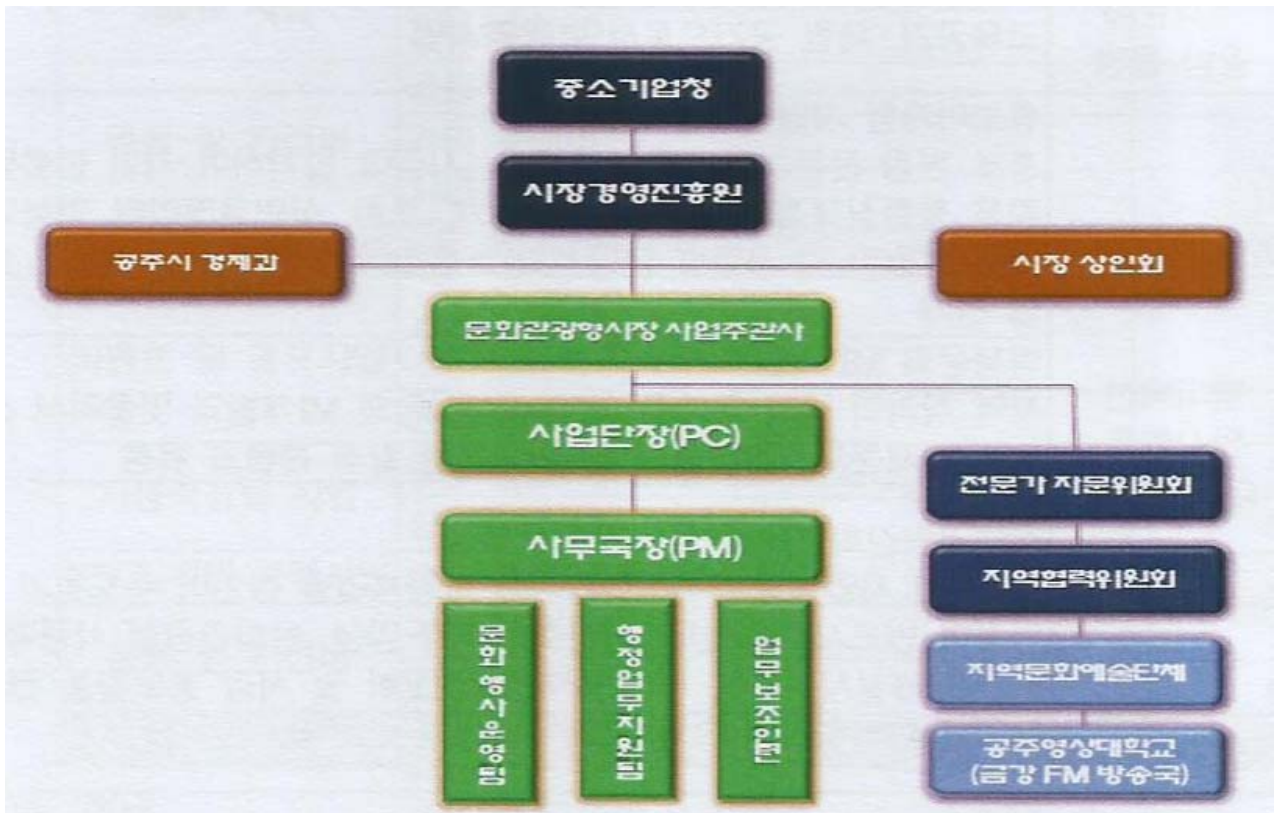 중소기업청
시장경영진흥원
공주시 경제과
시장 상인회
문화관광형시장 사업주관사
사업단장(PC)
전문가 자문위원회
사무국장(PM)
지역협력위원회
문화 행사운영팀
행정업무지원팀
업무보조인턴
지역문화예술단체
공주영상대학교
(금강 FM 방송국)